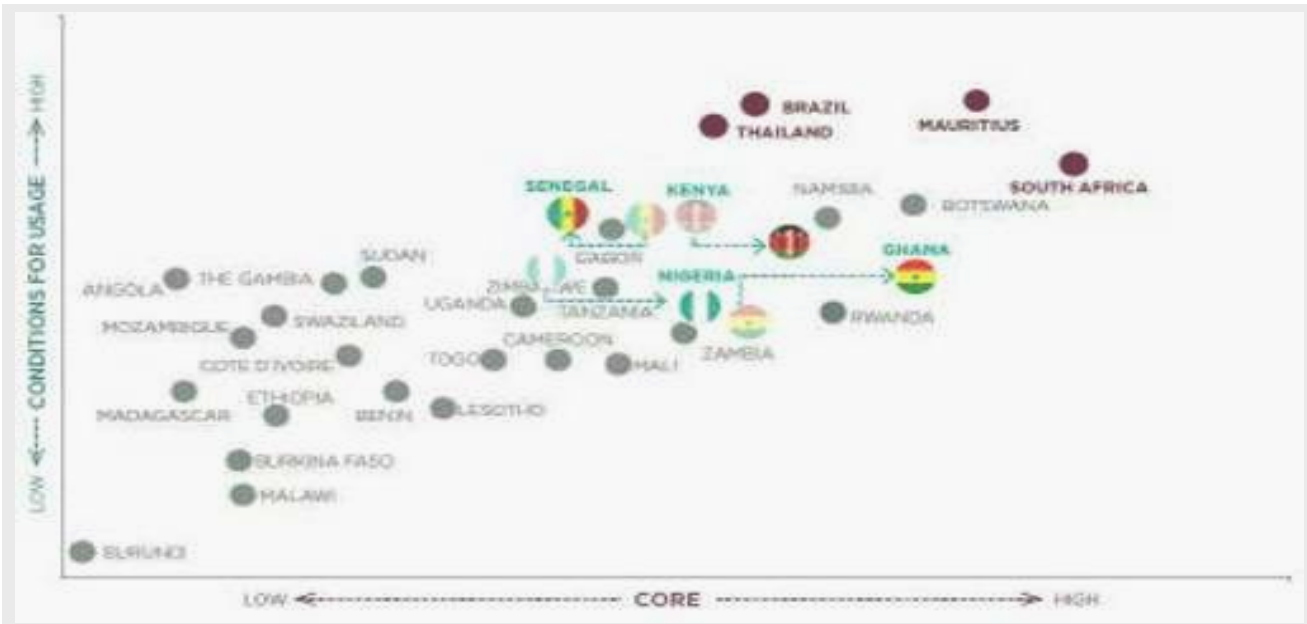 HIGH
CONDITIONS FOR USAGE
LOW
BRAZIL
THAILAND
MAURITIUS
SOUTH AFRICA
SENEGAL
KENYA
BOTSWANA
GHANA
SUDAN
ANGOLA
THE GAMBIA
NIGERIA
UGANDA
TANZANIA
MOZAMBIQUE
SWAZILAND
RWANDA
CAMEROON
COTE D'IVOIRE
TOGO
MALI
ZAMBIA
ETHIOPIA
MADAGASCAR
BENIN
LESOTHO
BURKINA FASO
MALAWI
BURUNDI
LOW
CORE
HIGH